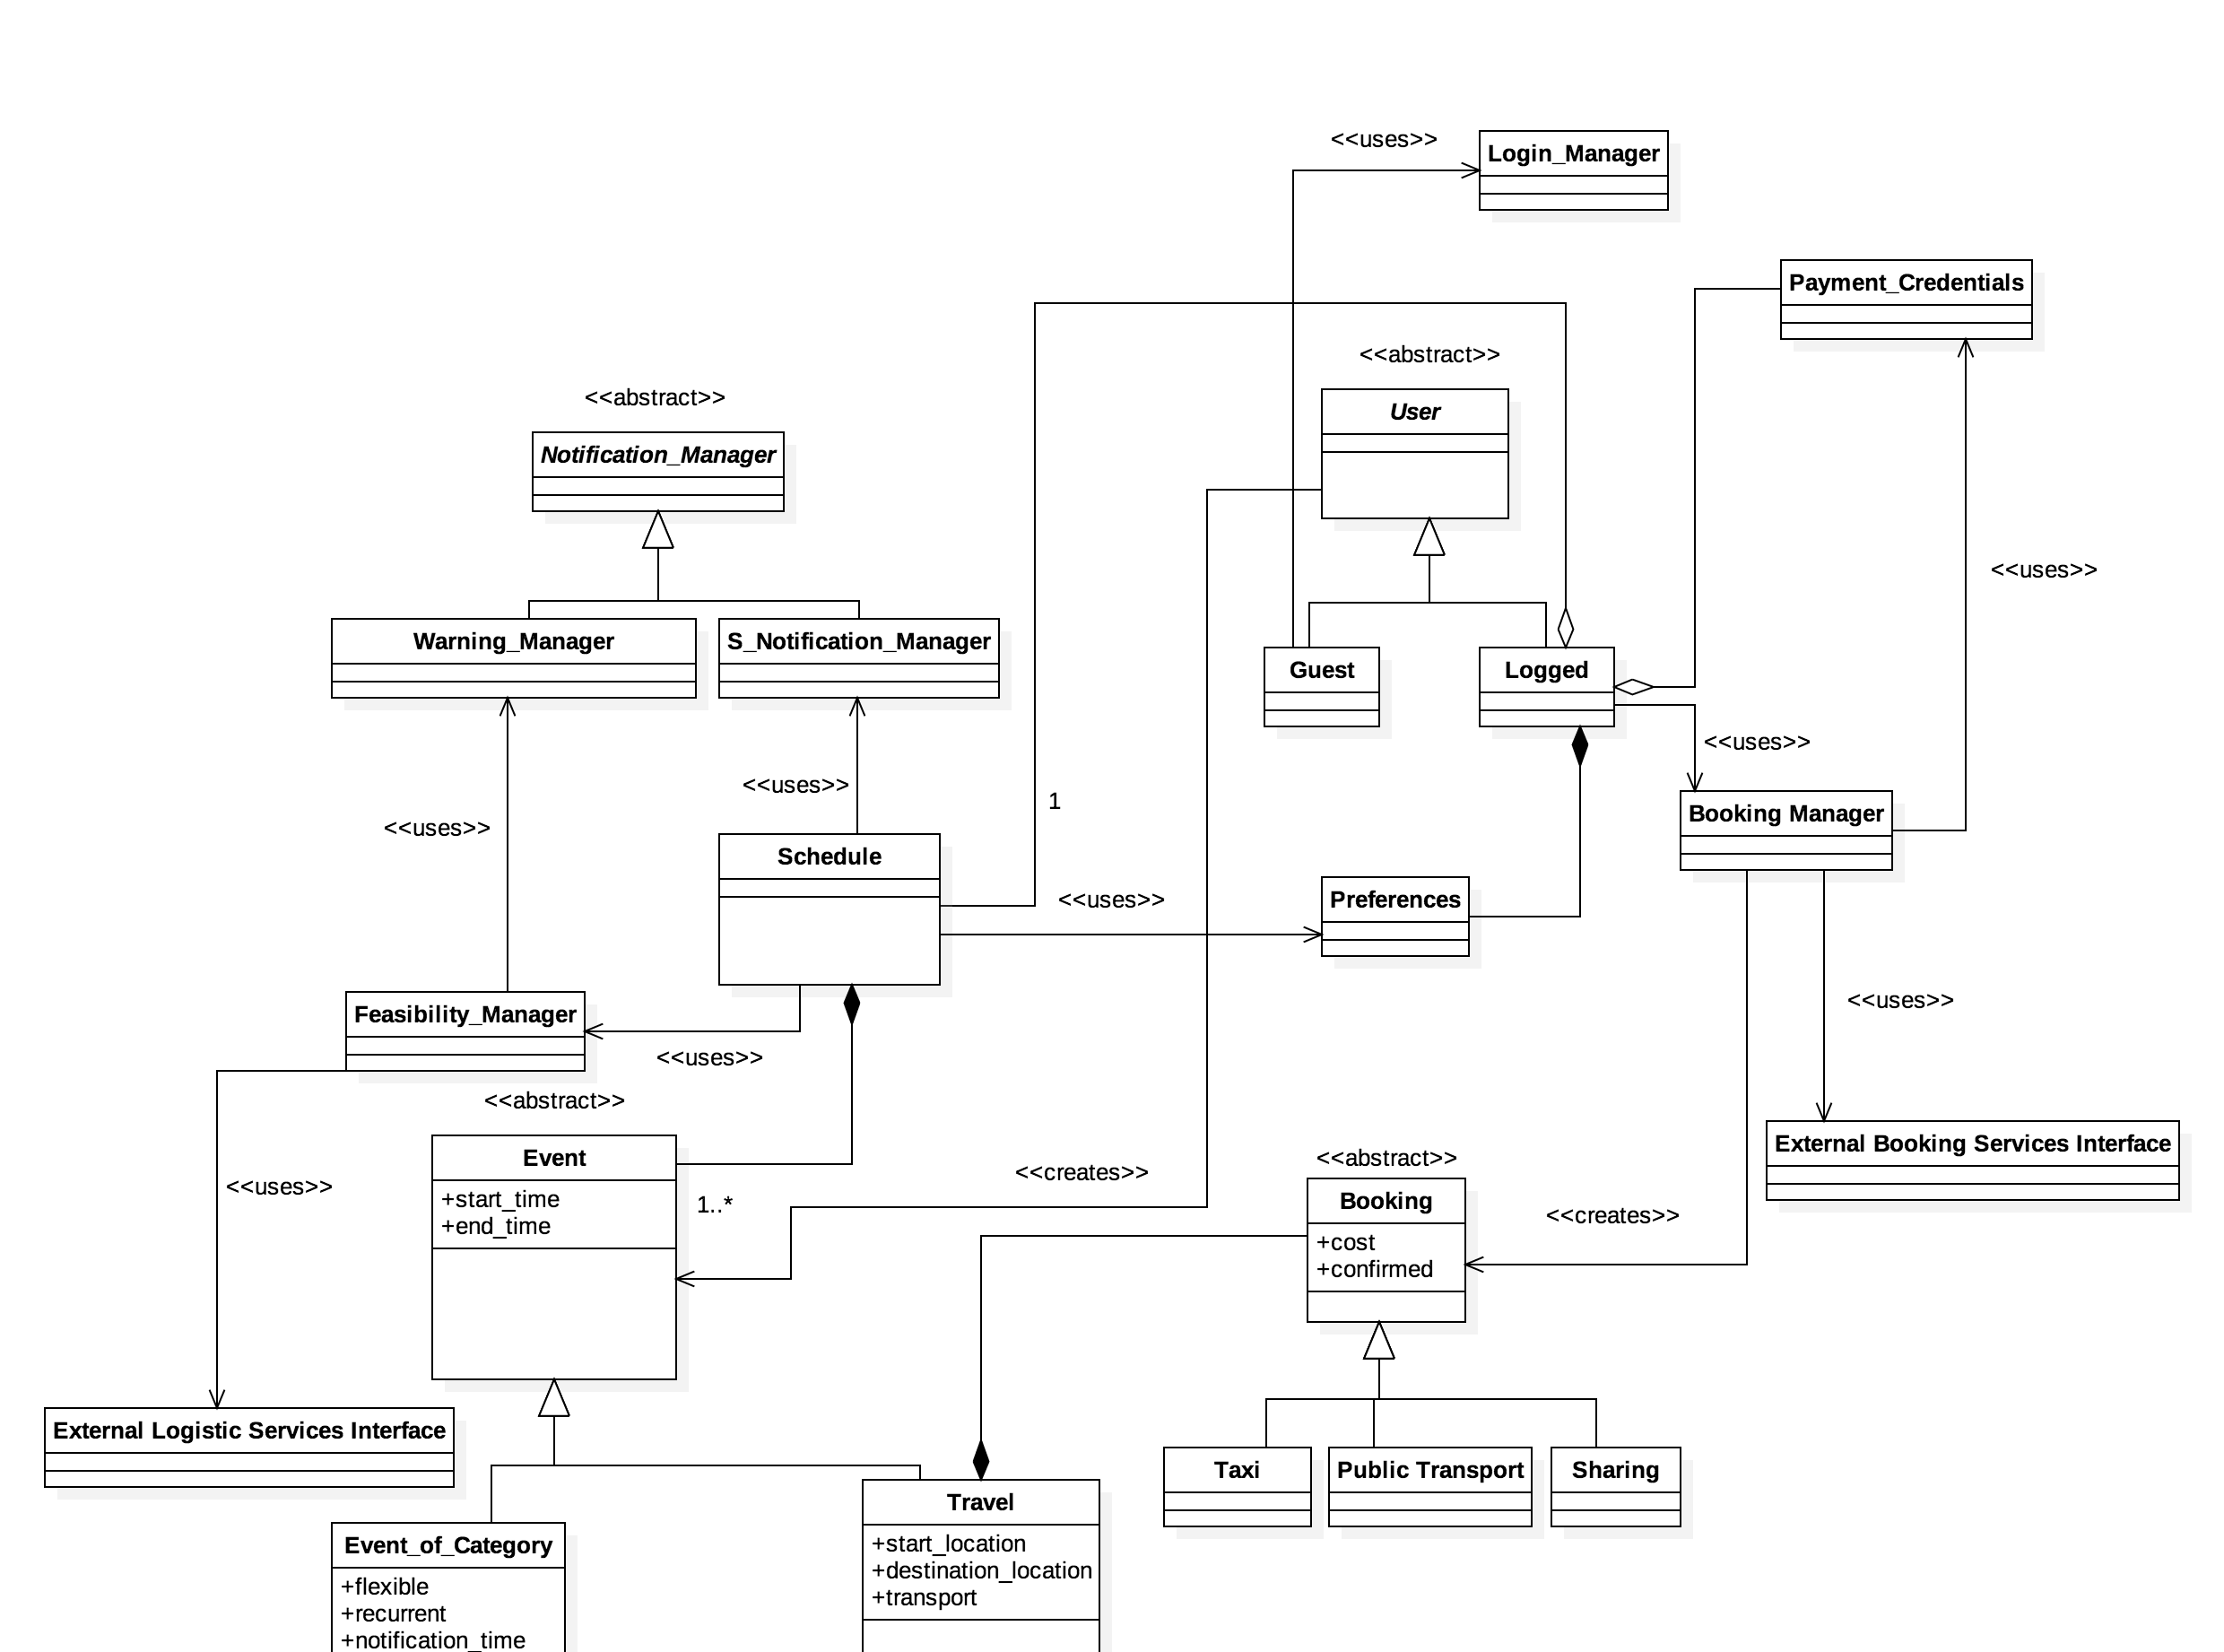 <<uses>>
Login_Manager
Payment_Credentials
<<abstract>>
User
<<abstract>>
Notification_Manager
<<uses>>
Warning_Manager
S_Notification_Manager
Guest
Logged
<<uses>>
<<uses>>
1
Booking Manager
<<uses>>
Schedule
<<uses>>
Preferences
<<uses>>
Feasibility_Manager
<<uses>>
<<abstract>>
External Booking Services Interface
Event
+start_time
+end_time
<<creates>>
<<abstract>>
<<uses>>
1..*
Booking
+cost
+confirmed
<<creates>>
External Logistic Services Interface
Taxi
Public Transport
Sharing
Travel
+start_location
+destination_location
+transport
Event_of_Category
+flexible
+recurrent
+notification_time